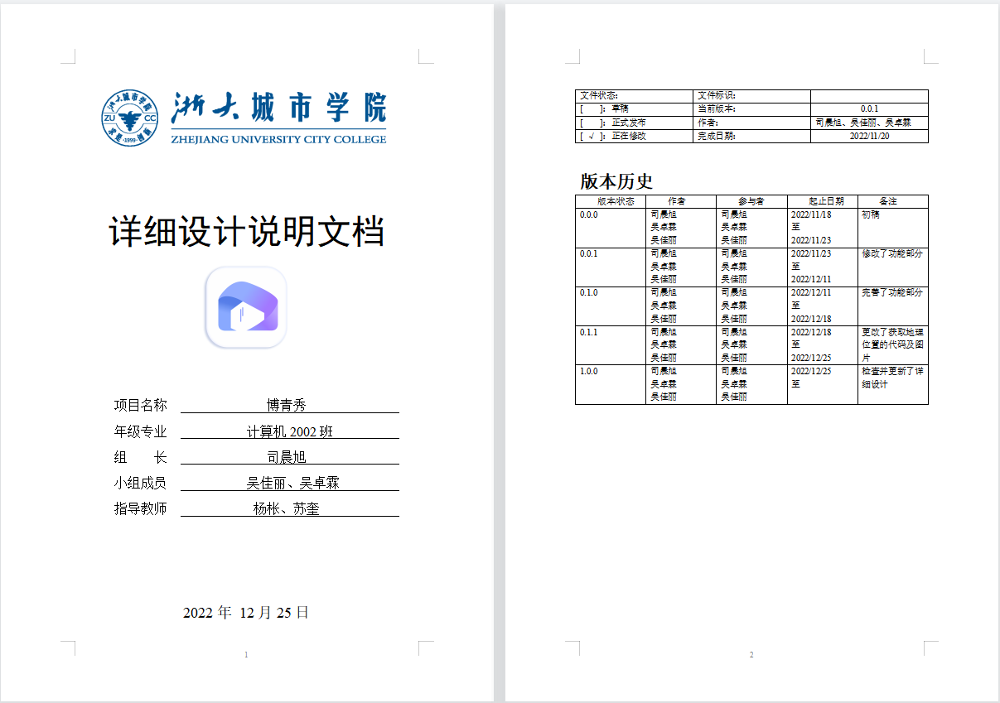 浙大城市学院
ZHEJIANG UNIVERSITY CITY COLLEGE
浙大城市学院
ZU CC
求是 ·1999· 创新
详细设计说明文档
项目名称 博青秀
年级专业 计算机 2002 班
组 长 司晨旭
小组成员 吴佳丽、吴卓霖
指导教师 杨枨、苏奎
2022 年 12 月 25 日
1
文件状态: 文件标识:
[ ]: 草稿 当前版本: 0.0.1
[ ]: 正式发布 作者: 司晨旭、吴佳丽、吴卓霖
[ √ ]: 正在修改 完成日期: 2022/11/20
版本历史
版本/状态 作者 参与者 起止日期 备注
0.0.0 司晨旭 司晨旭 2022/11/18 初稿
吴卓霖 吴卓霖 至
吴佳丽 吴佳丽 2022/11/23
0.0.1 司晨旭 司晨旭 2022/11/23 修改了功能部分
吴卓霖 吴卓霖 至
吴佳丽 吴佳丽 2022/12/11
0.1.0 司晨旭 司晨旭 2022/12/11 完善了功能部分
吴卓霖 吴卓霖 至
吴佳丽 吴佳丽 2022/12/18
0.1.1 司晨旭 司晨旭 2022/12/18 更改了获取地理
吴卓霖 吴卓霖 至 位置的代码及图
吴佳丽 吴佳丽 2022/12/25 片
1.0.0 司晨旭 司晨旭 2022/12/25 检查并更新了详
吴卓霖 吴卓霖 至 细设计
吴佳丽 吴佳丽
2